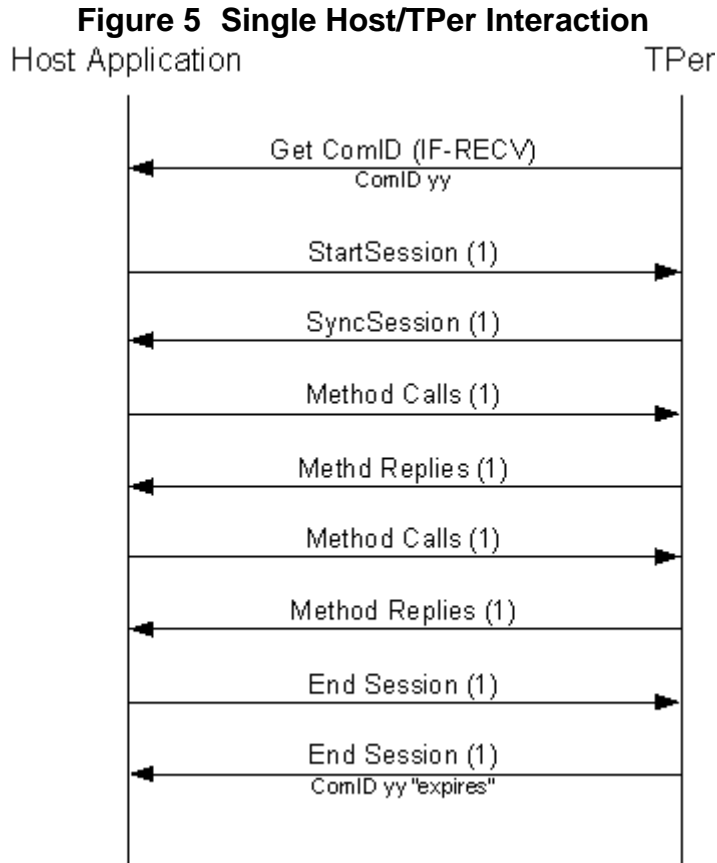 Figure 5 Single Host/TPer Interaction
Host Application TPer
Get ComID (IF-RECV)
ComID yy
StartSession (1)
SyncSession (1)
Method Calls (1)
Methd Replies (1)
Method Calls (1)
Method Replies (1)
End Session (1)
End Session (1)
ComID yy "expires"